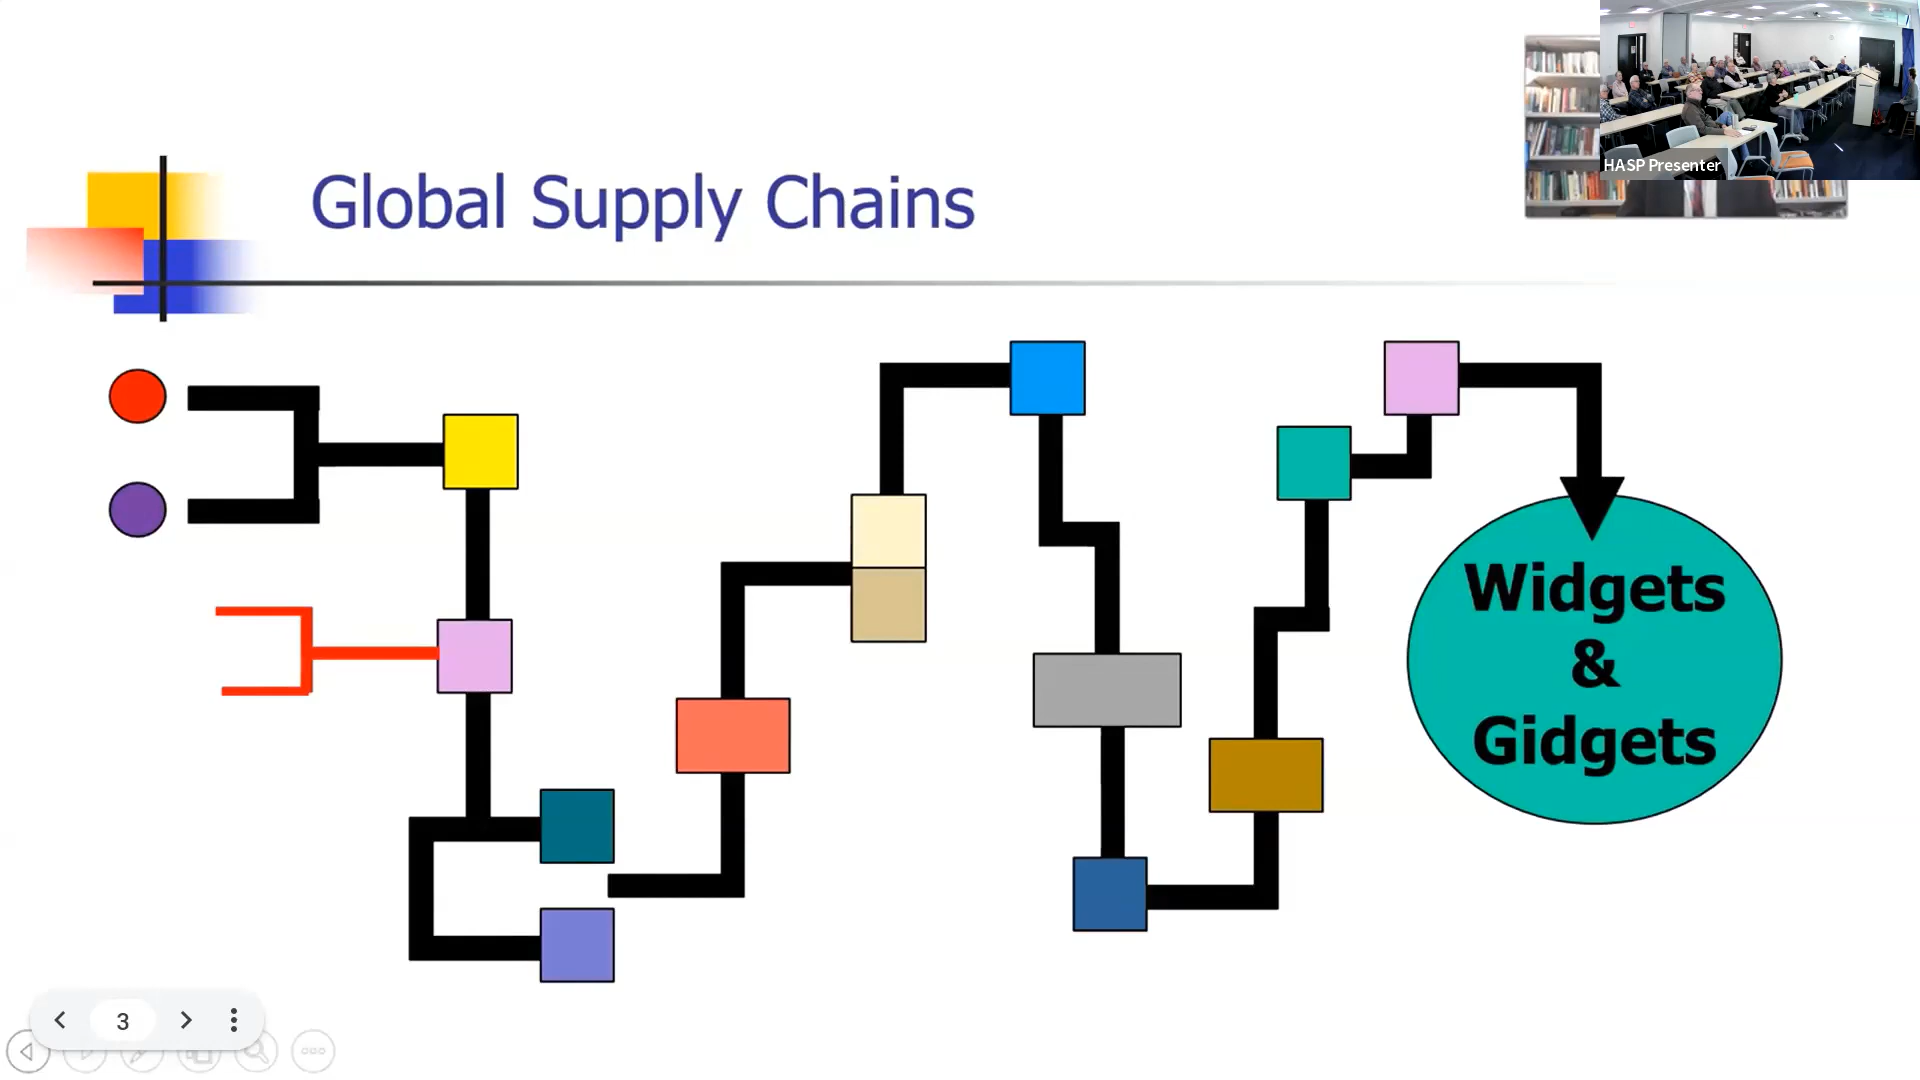 HASP Presenter
Global Supply Chains
Widgets
&
Gidgets
3